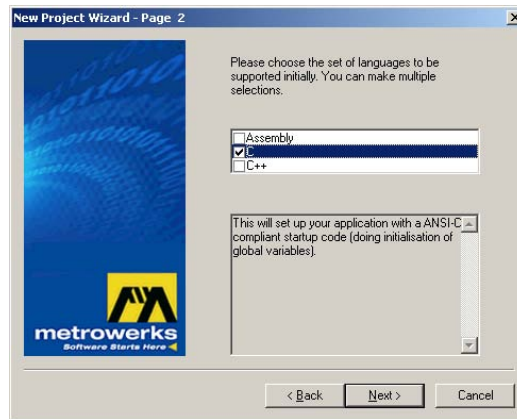 New Project Wizard - Page 2
Please choose the set of languages to be
supported initially. You can make multiple
selections.
Assembly
C
C++
This will set up your application with a ANSI-C
compliant startup code (doing initialisation of
global variables).
metrowerks
Software Starts Here
< Back
Next >
Cancel